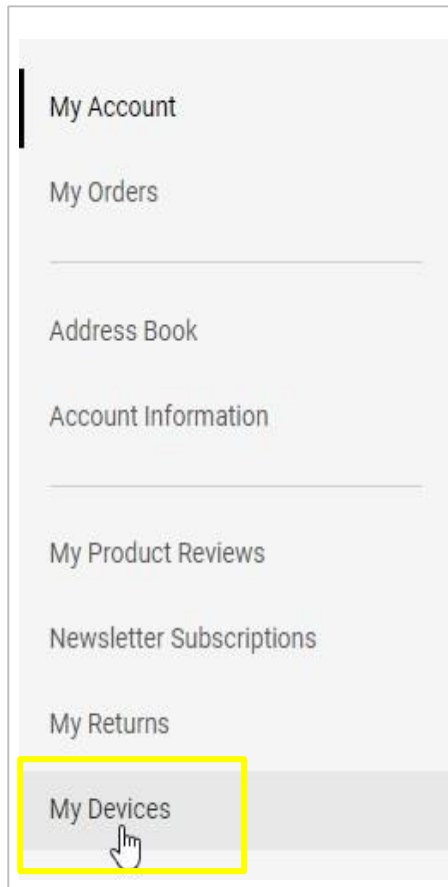 My Account
My Orders
Address Book
Account Information
My Product Reviews
Newsletter Subscriptions
My Returns
My Devices